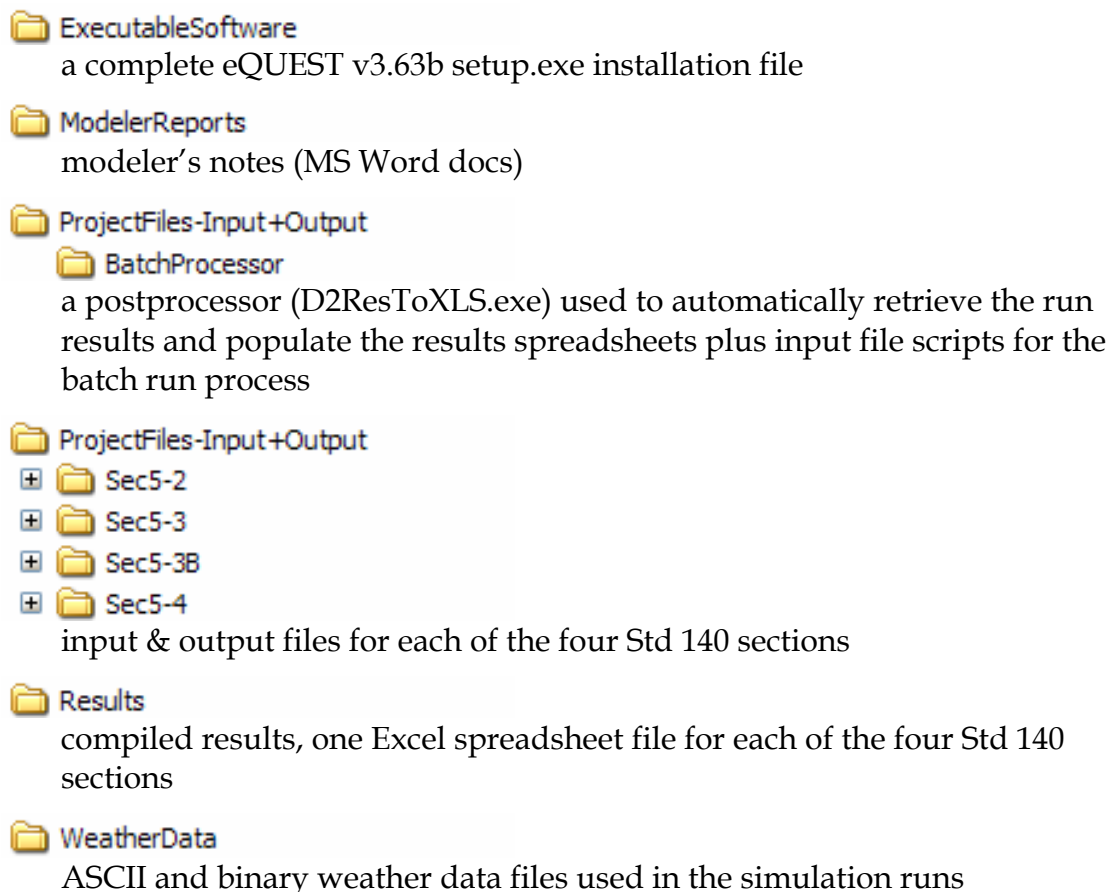 ExecutableSoftware
a complete eQUEST v3.63b setup.exe installation file
ModelerReports
modeler’s notes (MS Word docs)
ProjectFiles-Input+Output
BatchProcessor
a postprocessor (D2ResToXLS.exe) used to automatically retrieve the run
results and populate the results spreadsheets plus input file scripts for the
batch run process
ProjectFiles-Input+Output
Sec5-2
Sec5-3
Sec5-3B
Sec5-4
input & output files for each of the four Std 140 sections
Results
compiled results, one Excel spreadsheet file for each of the four Std 140
sections
WeatherData
ASCII and binary weather data files used in the simulation runs